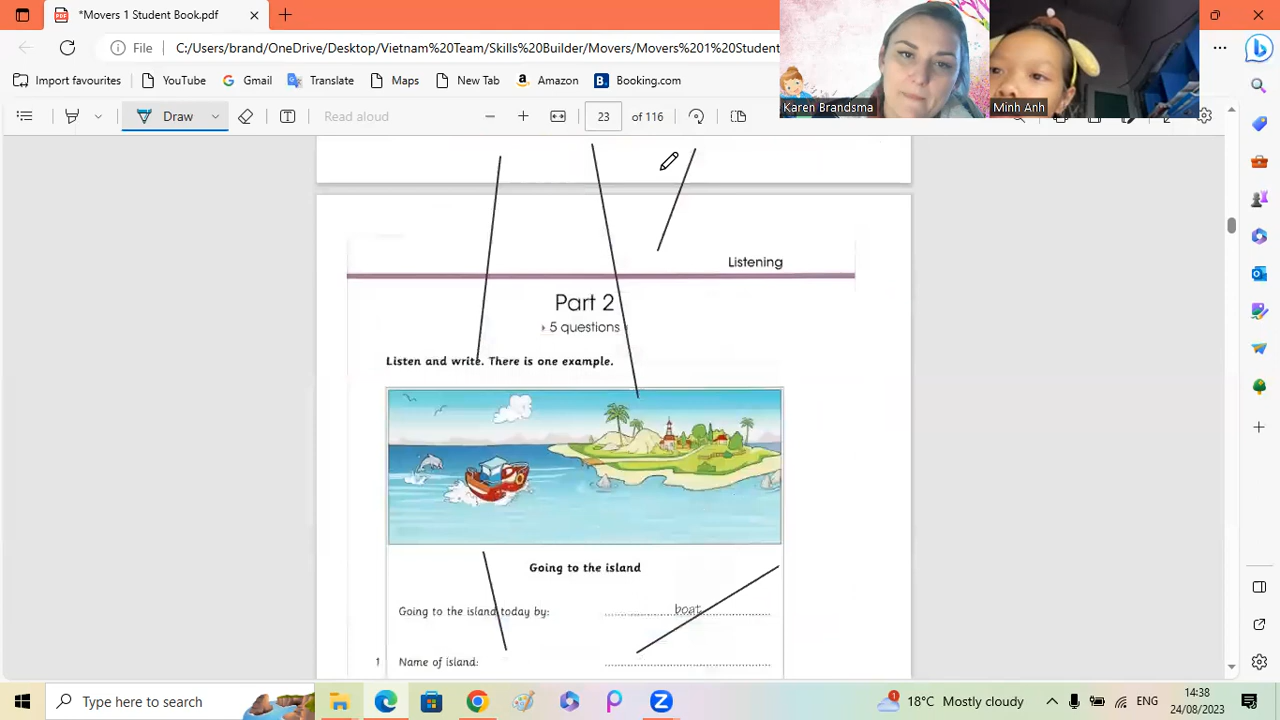 *Movers 1 Student Book.pdf
File
C:/Users/brand/OneDrive/Desktop/Vietnam%20Team/Skills%20Builder/Movers/Movers%201%20Student
Import favourites
YouTube
Gmail
Translate
Maps
New Tab
Amazon
Booking.com
Karen Brandsma
Minh Anh
Draw
Read aloud
23
of 116
Listening
Part 2
5 questions
Listen and write. There is one example.
Going to the island
Going to the island today by: boat
1 Name of island:
Type here to search
1
18°C Mostly cloudy
ENG
14:38
24/08/2023